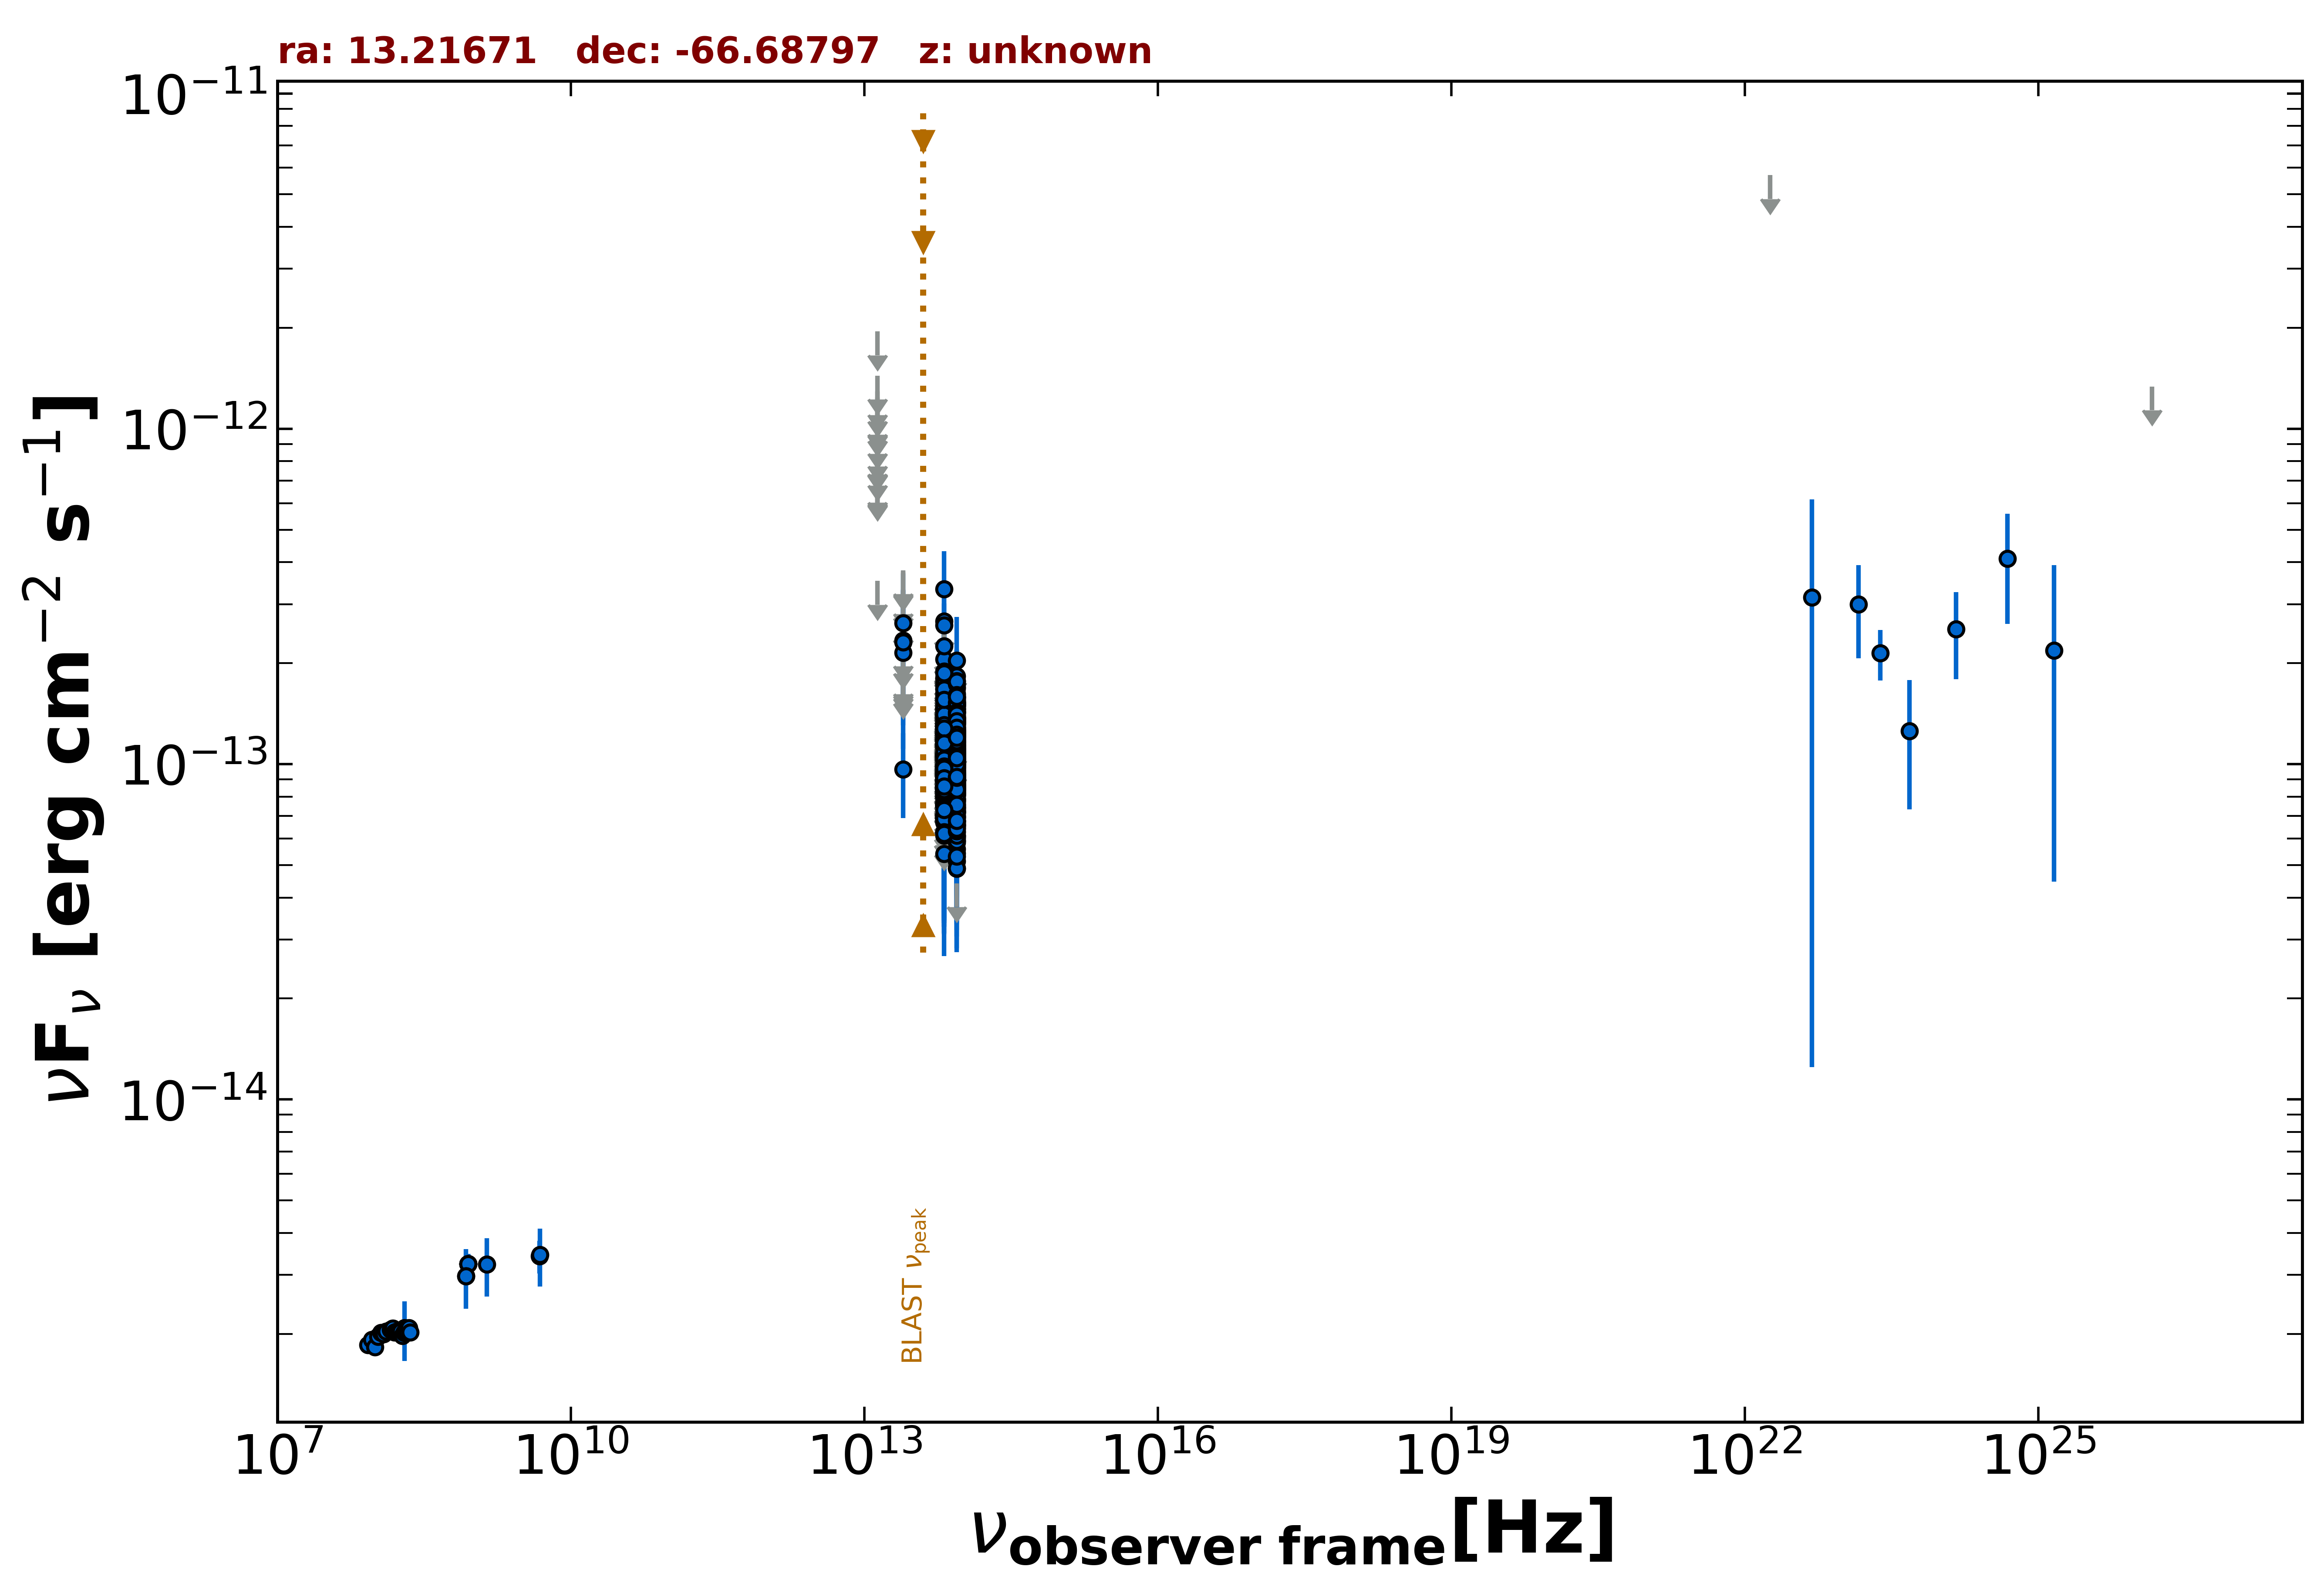 ra: 13.21671   dec: -66.68797   z: unknown
10⁻¹¹
10⁻¹²
10⁻¹³
10⁻¹⁴
νFν [erg cm⁻² s⁻¹]
BLAST νpeak
10⁷ 10¹⁰ 10¹³ 10¹⁶ 10¹⁹ 10²² 10²⁵
νobserver frame[Hz]